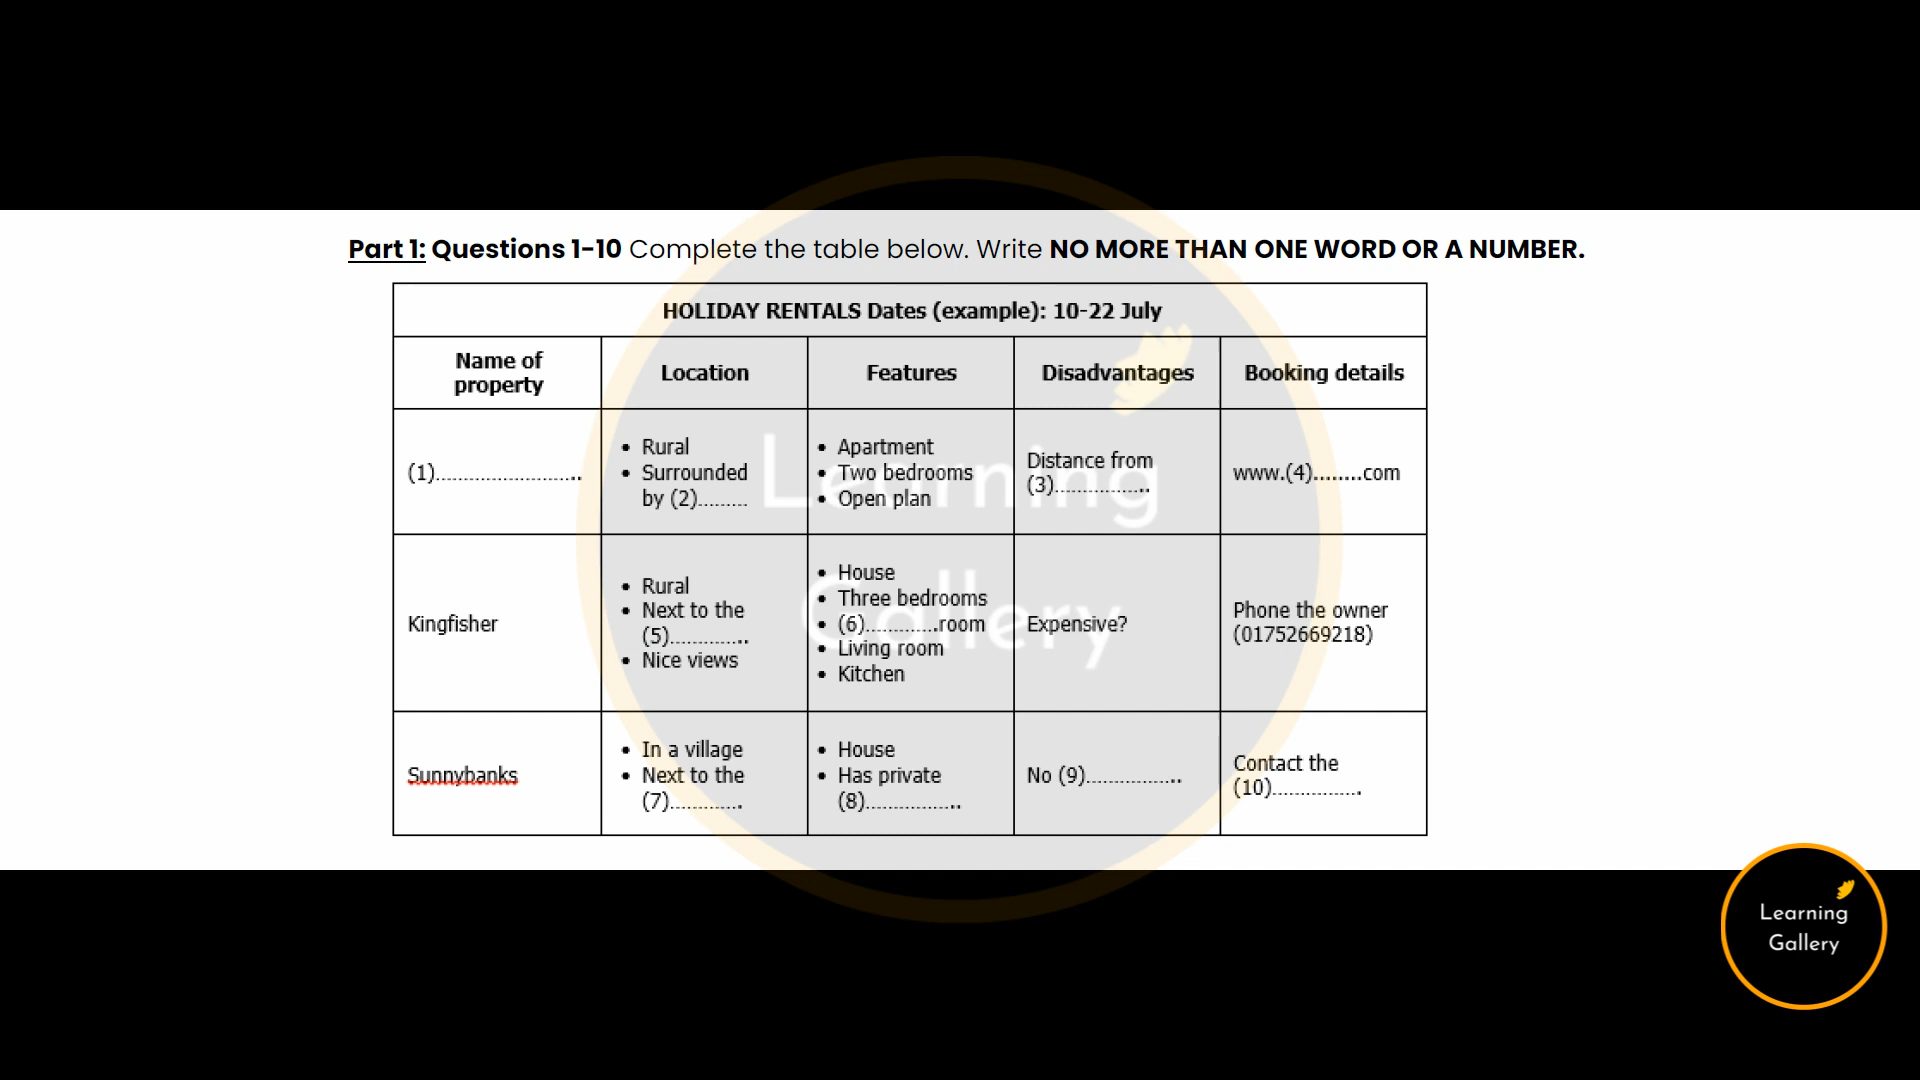 Part 1: Questions 1-10 Complete the table below. Write NO MORE THAN ONE WORD OR A NUMBER.
HOLIDAY RENTALS Dates (example): 10-22 July
Name of
property
Location
Features
Disadvantages
Booking details
(1)..........................
• Rural
• Surrounded
by (2).........
• Apartment
• Two bedrooms
• Open plan
Distance from
(3).................
www.(4)........com
Kingfisher
• Rural
• Next to the
(5)..............
• Nice views
• House
• Three bedrooms
• (6).............room
• Living room
• Kitchen
Expensive?
Phone the owner
(01752669218)
Sunnybanks
• In a village
• Next to the
(7).............
• House
• Has private
(8).................
No (9).................
Contact the
(10)................
Learning
Gallery
Learning
Gallery